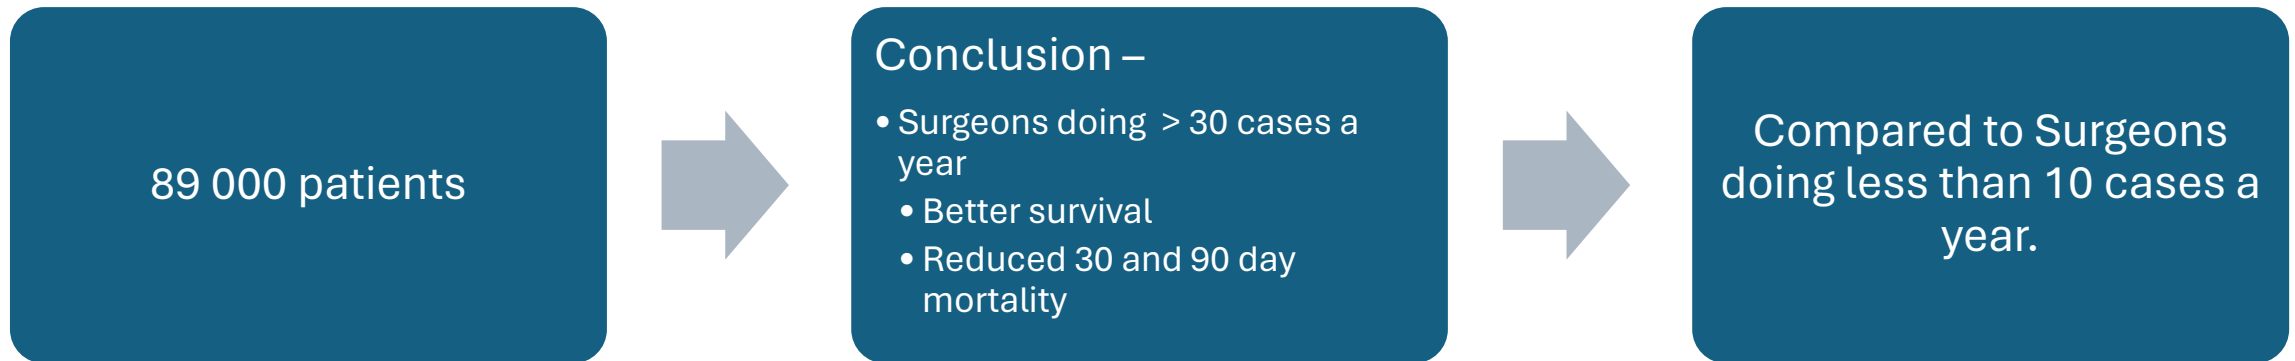 89 000 patients
Conclusion –
• Surgeons doing > 30 cases a
year
• Better survival
• Reduced 30 and 90 day
mortality
Compared to Surgeons
doing less than 10 cases a
year.